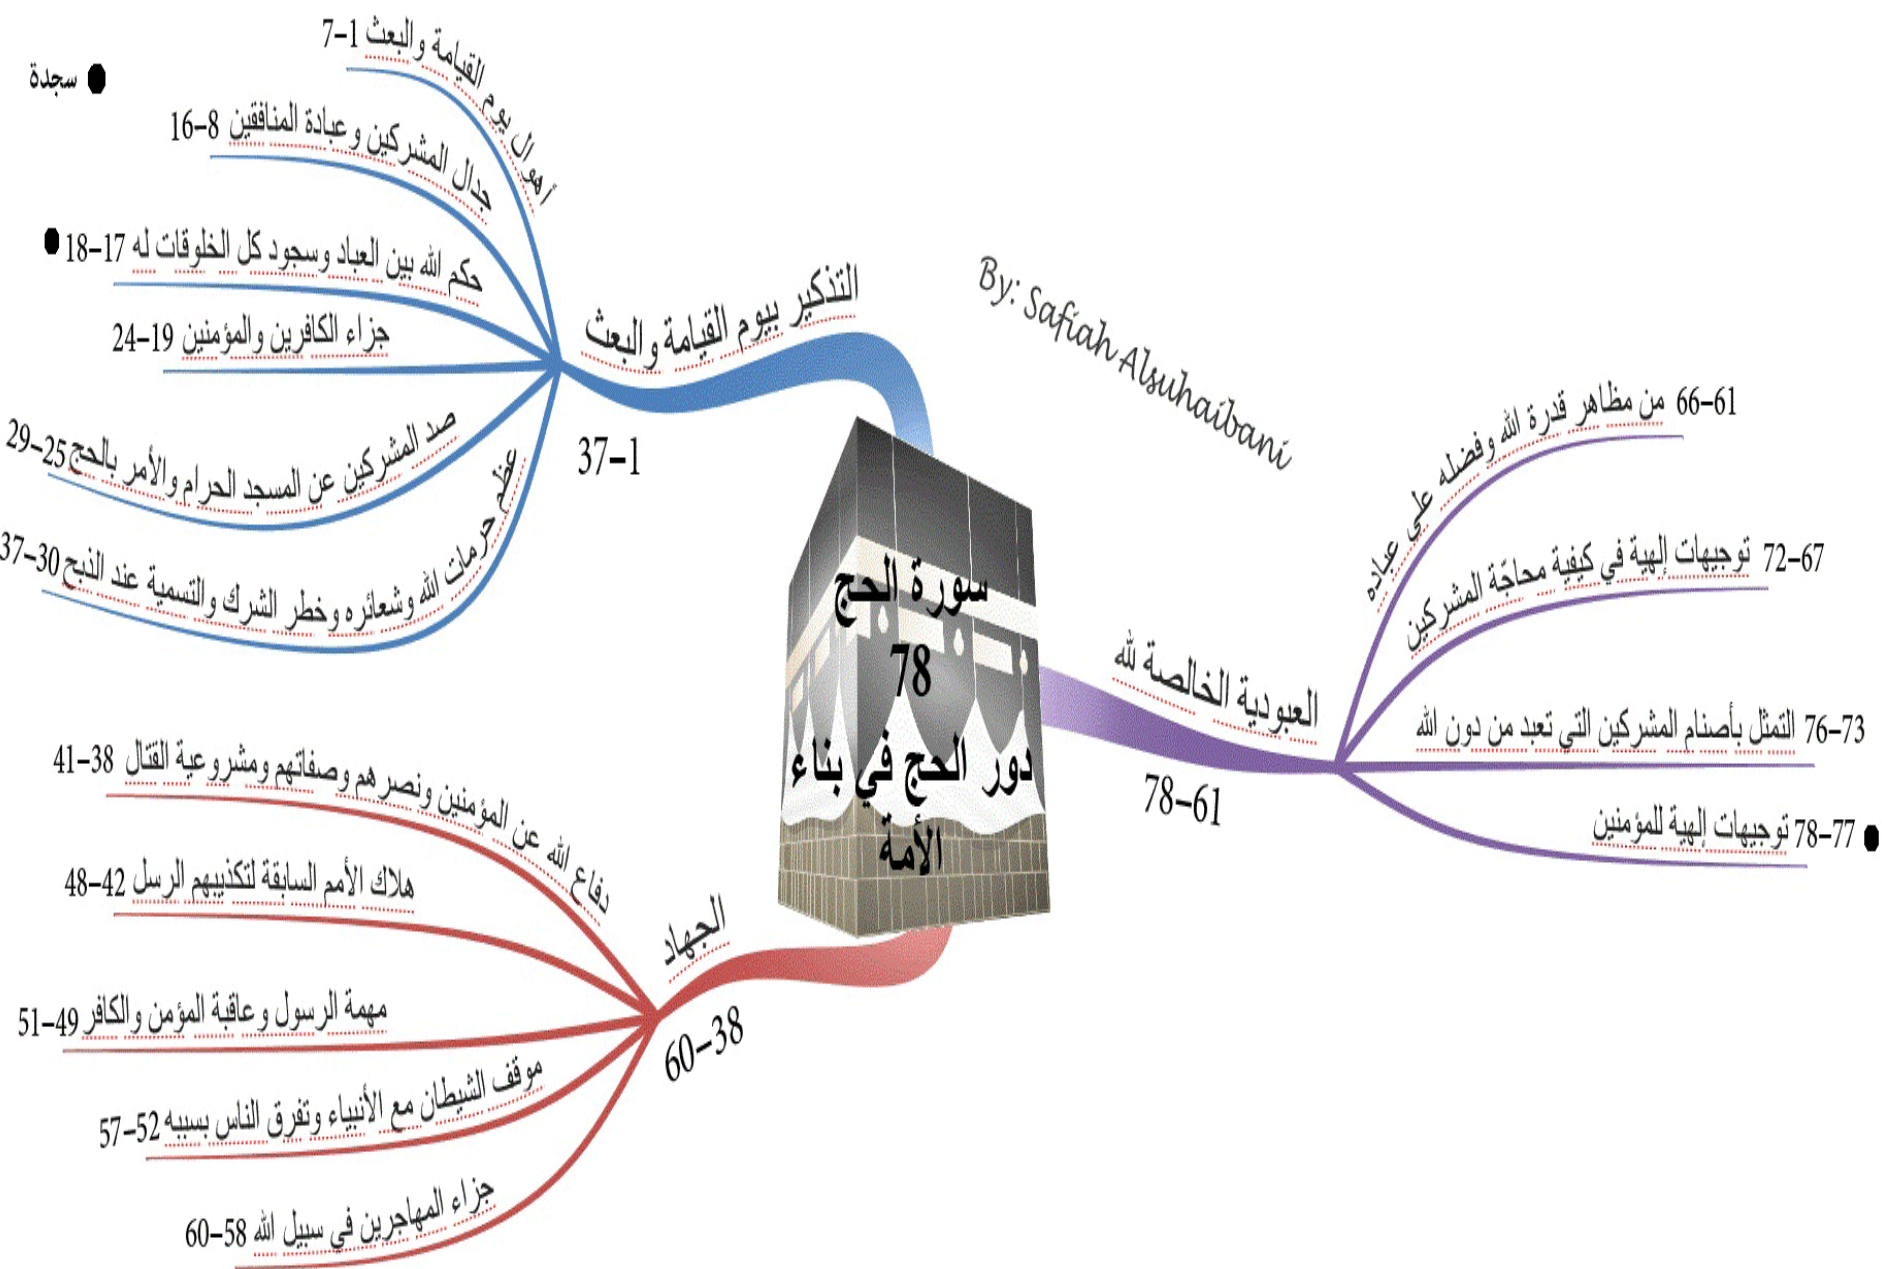 سورة الحج
78
دور الحج في بناء
الأمة
By: Safiah Alsuhaibani
● سجدة
التذكير بيوم القيامة والبعث
37–1
أهوال يوم القيامة والبعث 1–7
جدال المشركين وعبادة المنافقين 8–16
حكم الله بين العباد وسجود كل الخلوقات له 17–18 ●
جزاء الكافرين والمؤمنين 19–24
صد المشركين عن المسجد الحرام والأمر بالحج 25–29
عظم حرمات الله وشعائره وخطر الشرك والتسمية عند الذبح 30–37
الجهاد
60–38
دفاع الله عن المؤمنين ونصرهم وصفاتهم ومشروعية القتال 38–41
هلاك الأمم السابقة لتكذيبهم الرسل 42–48
مهمة الرسول وعاقبة المؤمن والكافر 49–51
موقف الشيطان مع الأنبياء وتفرق الناس بسببه 52–57
جزاء المهاجرين في سبيل الله 58–60
العبودية الخالصة لله
78–61
66–61 من مظاهر قدرة الله وفضله على عباده
72–67 توجيهات إلهية في كيفية محاجّة المشركين
76–73 التمثل بأصنام المشركين التي تعبد من دون الله
● 78–77 توجيهات إلهية للمؤمنين